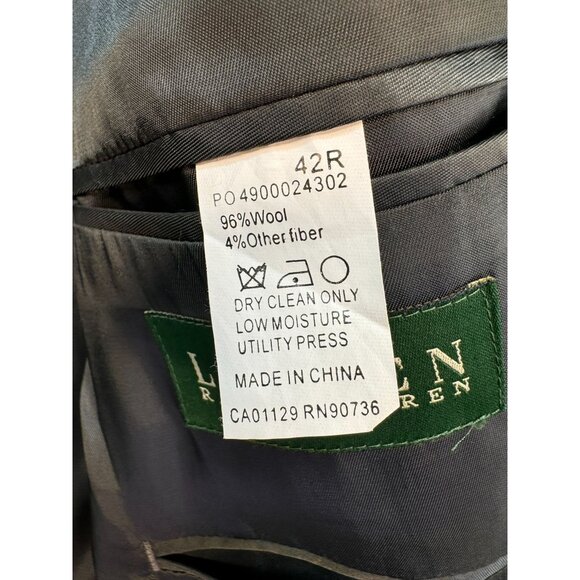 42R
PO 4900024302
96%Wool
4%Other fiber
DRY CLEAN ONLY
LOW MOISTURE
UTILITY PRESS
MADE IN CHINA
CA01129 RN90736